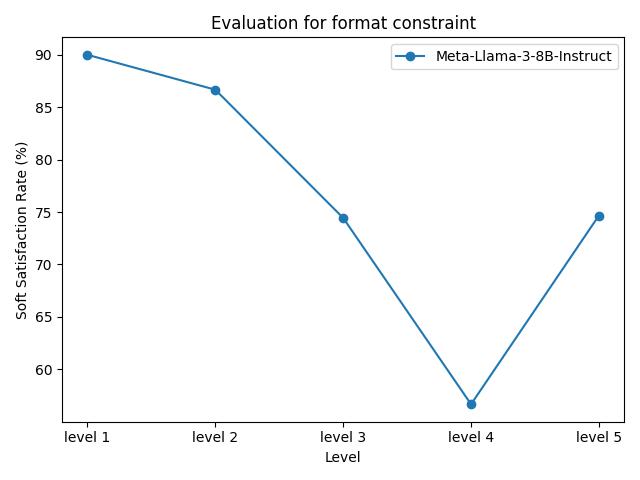 Evaluation for format constraint
Meta-Llama-3-8B-Instruct
Soft Satisfaction Rate (%)
90
85
80
75
70
65
60
level 1 level 2 level 3 level 4 level 5
Level